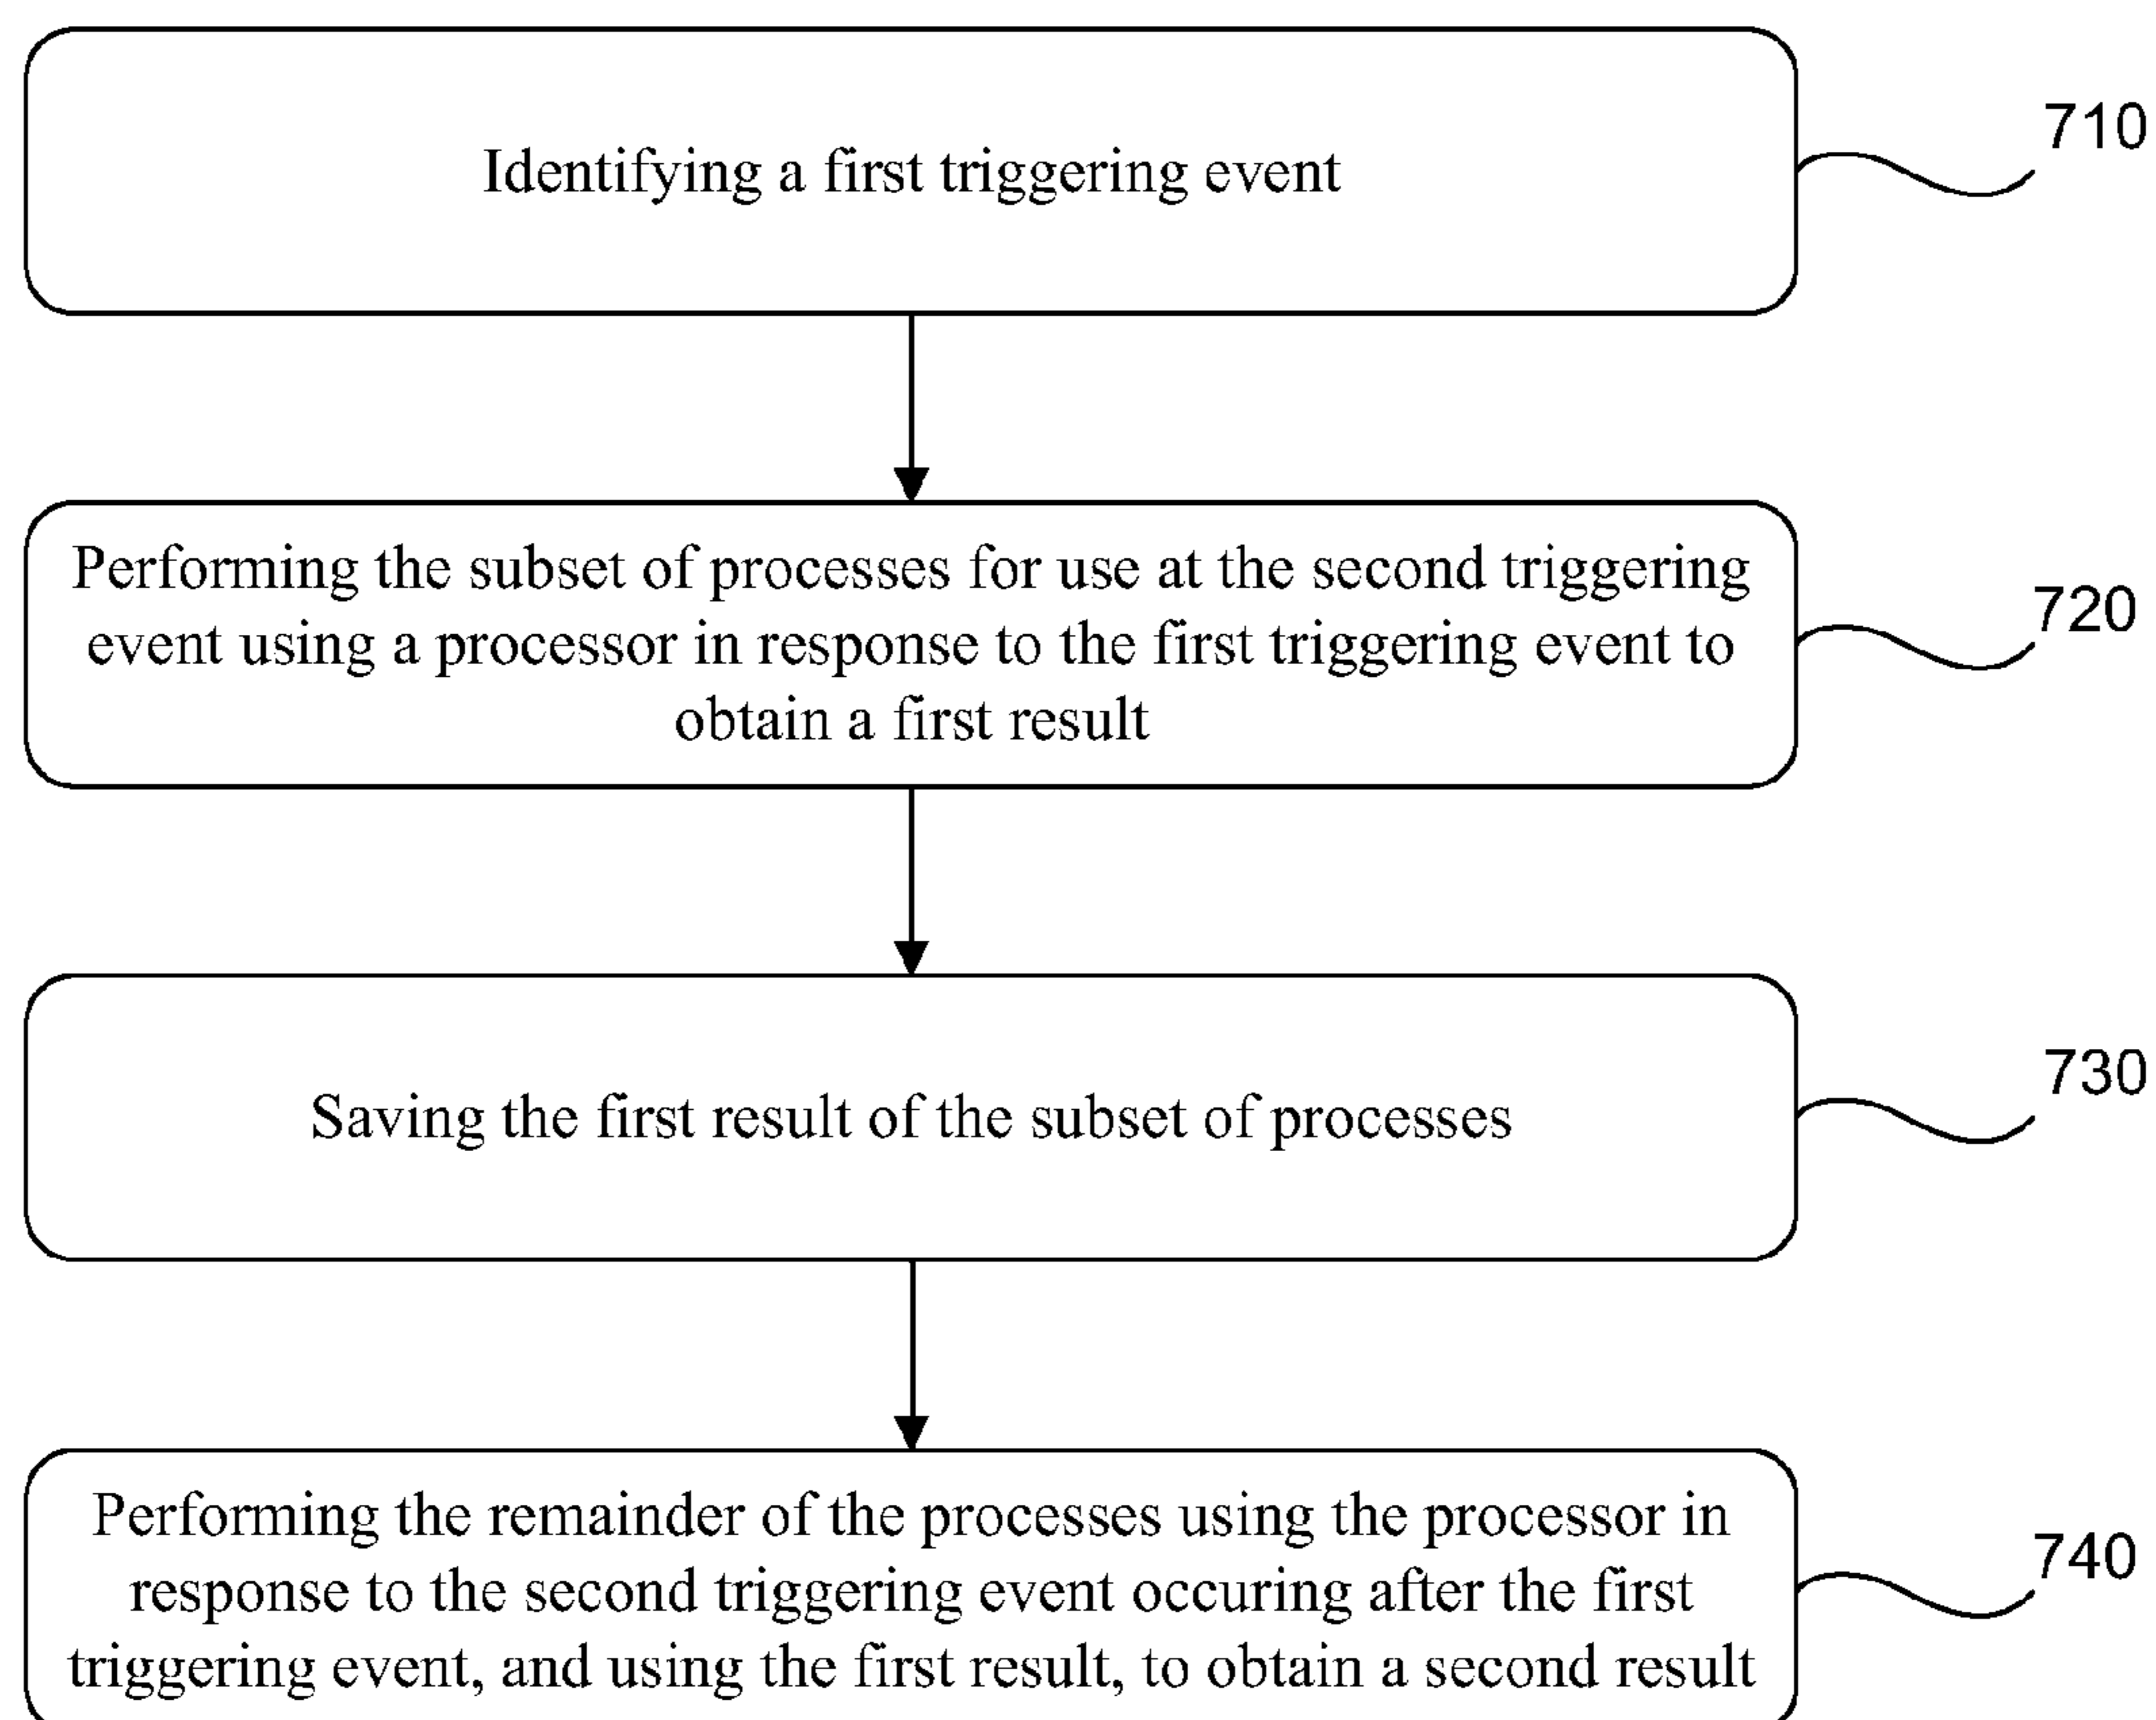 Identifying a first triggering event
710
Performing the subset of processes for use at the second triggering
event using a processor in response to the first triggering event to
obtain a first result
720
Saving the first result of the subset of processes
730
Performing the remainder of the processes using the processor in
response to the second triggering event occuring after the first
triggering event, and using the first result, to obtain a second result
740